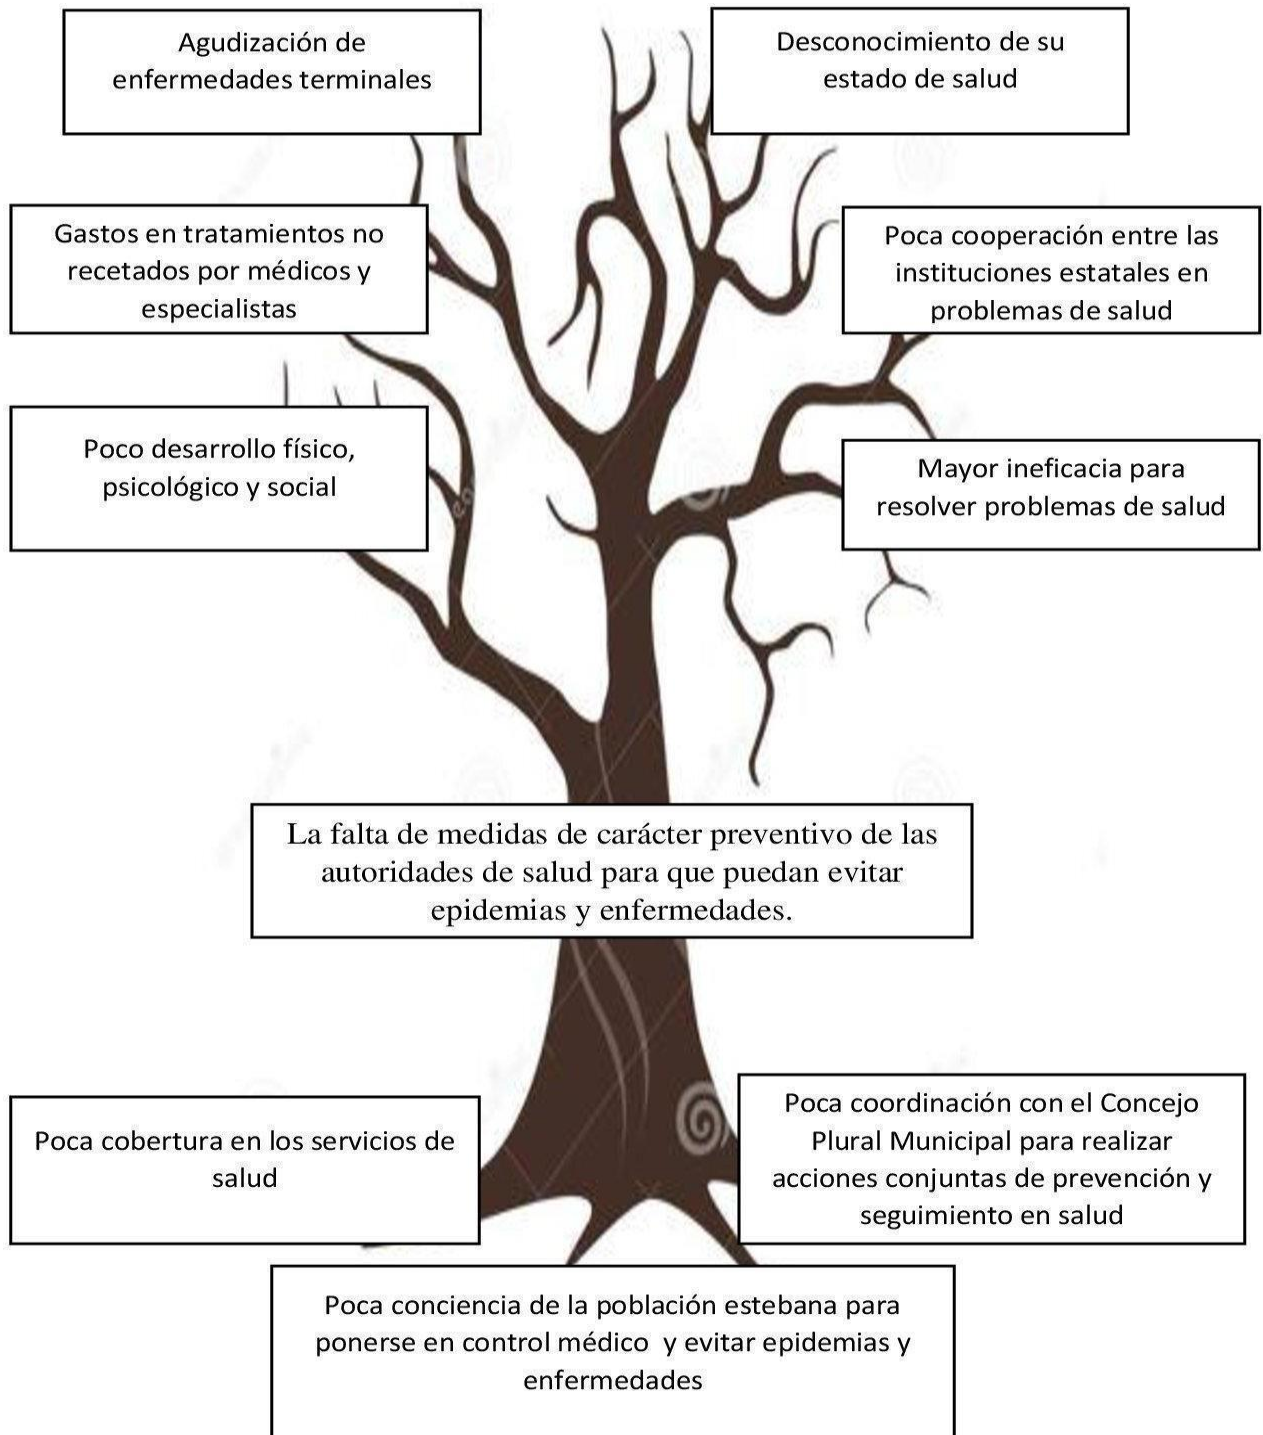 Agudización de
enfermedades terminales
Desconocimiento de su
estado de salud
Gastos en tratamientos no
recetados por médicos y
especialistas
Poca cooperación entre las
instituciones estatales en
problemas de salud
Poco desarrollo físico,
psicológico y social
Mayor ineficacia para
resolver problemas de salud
La falta de medidas de carácter preventivo de las
autoridades de salud para que puedan evitar
epidemias y enfermedades.
Poca cobertura en los servicios de
salud
Poca coordinación con el Concejo
Plural Municipal para realizar
acciones conjuntas de prevención y
seguimiento en salud
Poca conciencia de la población estebana para
ponerse en control médico  y evitar epidemias y
enfermedades